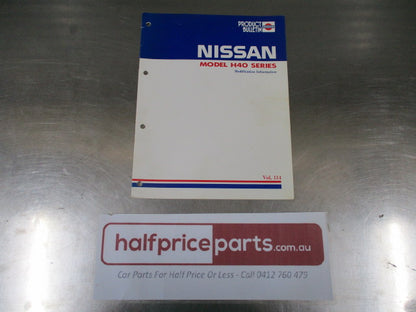 PRODUCT
BULLETIN
NISSAN
MODEL H40 SERIES
Modification Information
Vol. 114
halfpriceparts.com.au
Car Parts For Half Price Or Less - Call 0412 760 479